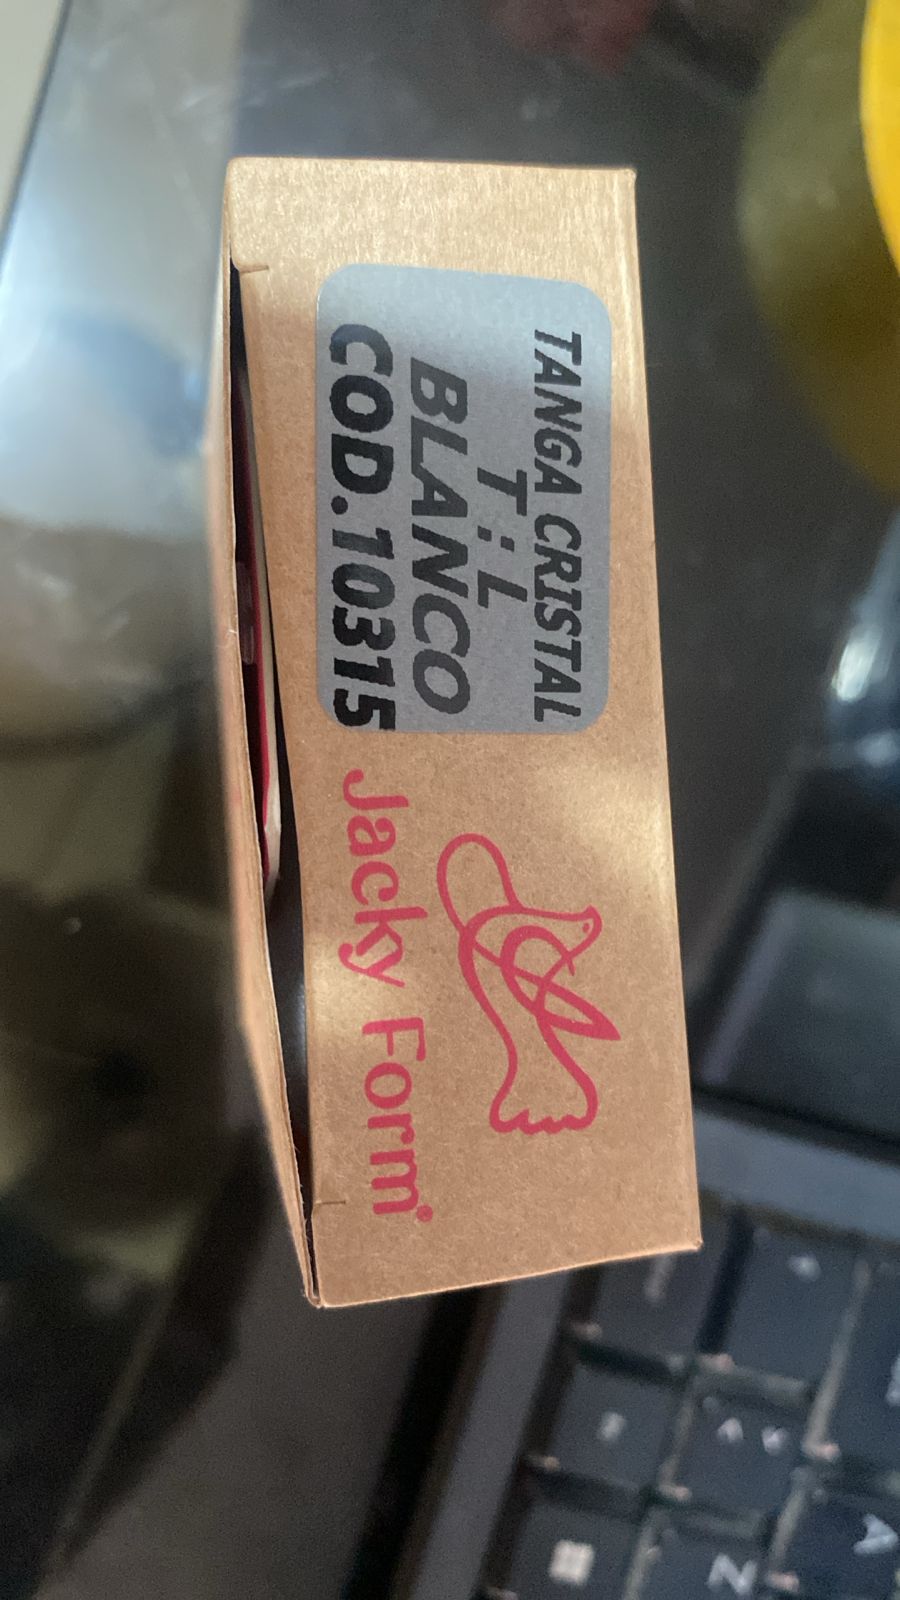 TANGA CRISTAL
T:L
BLANCO
COD.10315
Jacky Form
A
Z